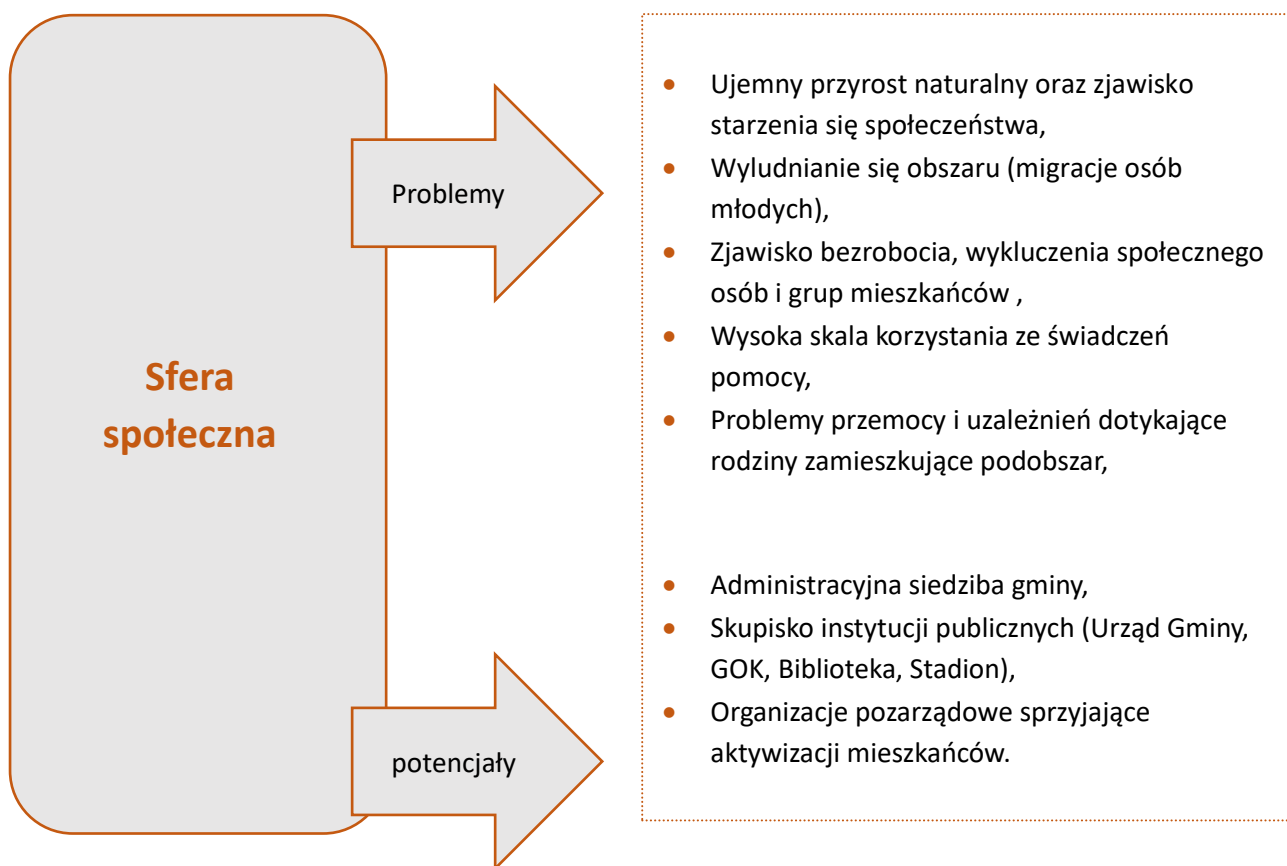 Sfera
społeczna
Problemy
Ujemny przyrost naturalny oraz zjawisko
starzenia się społeczeństwa,
Wyludnianie się obszaru (migracje osób
młodych),
Zjawisko bezrobocia, wykluczenia społecznego
osób i grup mieszkańców ,
Wysoka skala korzystania ze świadczeń
pomocy,
Problemy przemocy i uzależnień dotykające
rodziny zamieszkujące podobszar,
potencjały
Administracyjna siedziba gminy,
Skupisko instytucji publicznych (Urząd Gminy,
GOK, Biblioteka, Stadion),
Organizacje pozarządowe sprzyjające
aktywizacji mieszkańców.